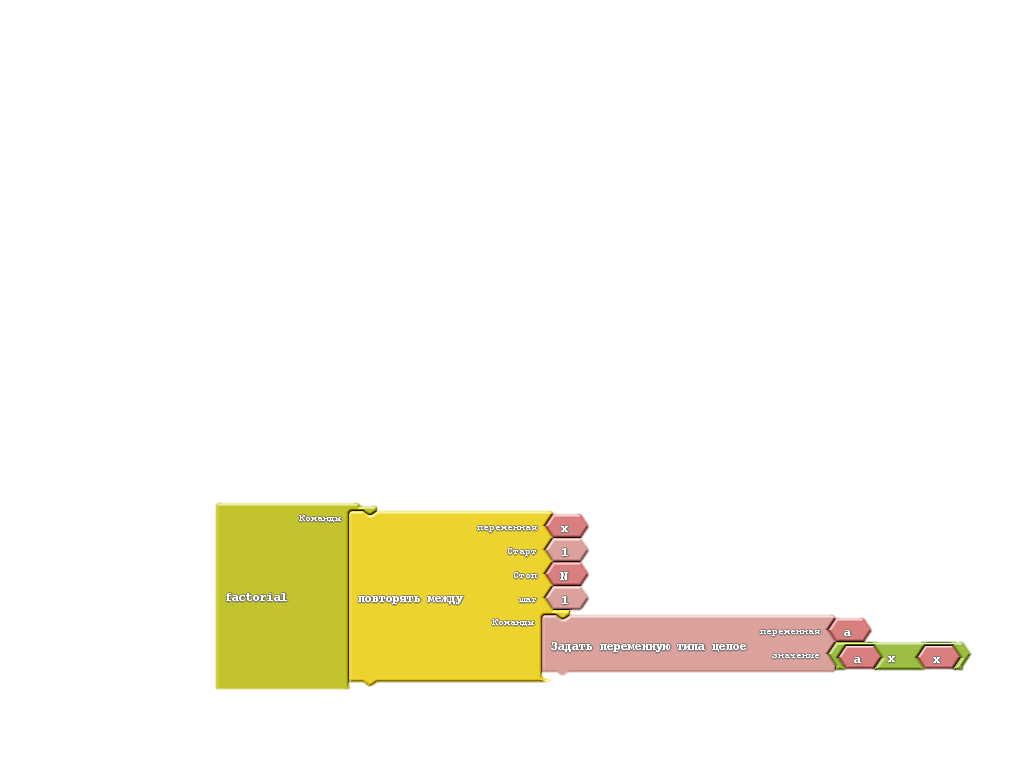 Команды
factorial
повторять между
переменная
x
Старт
1
Стоп
N
шаг
1
Команды
Задать переменную типа целое
переменная
a
значение
a x x